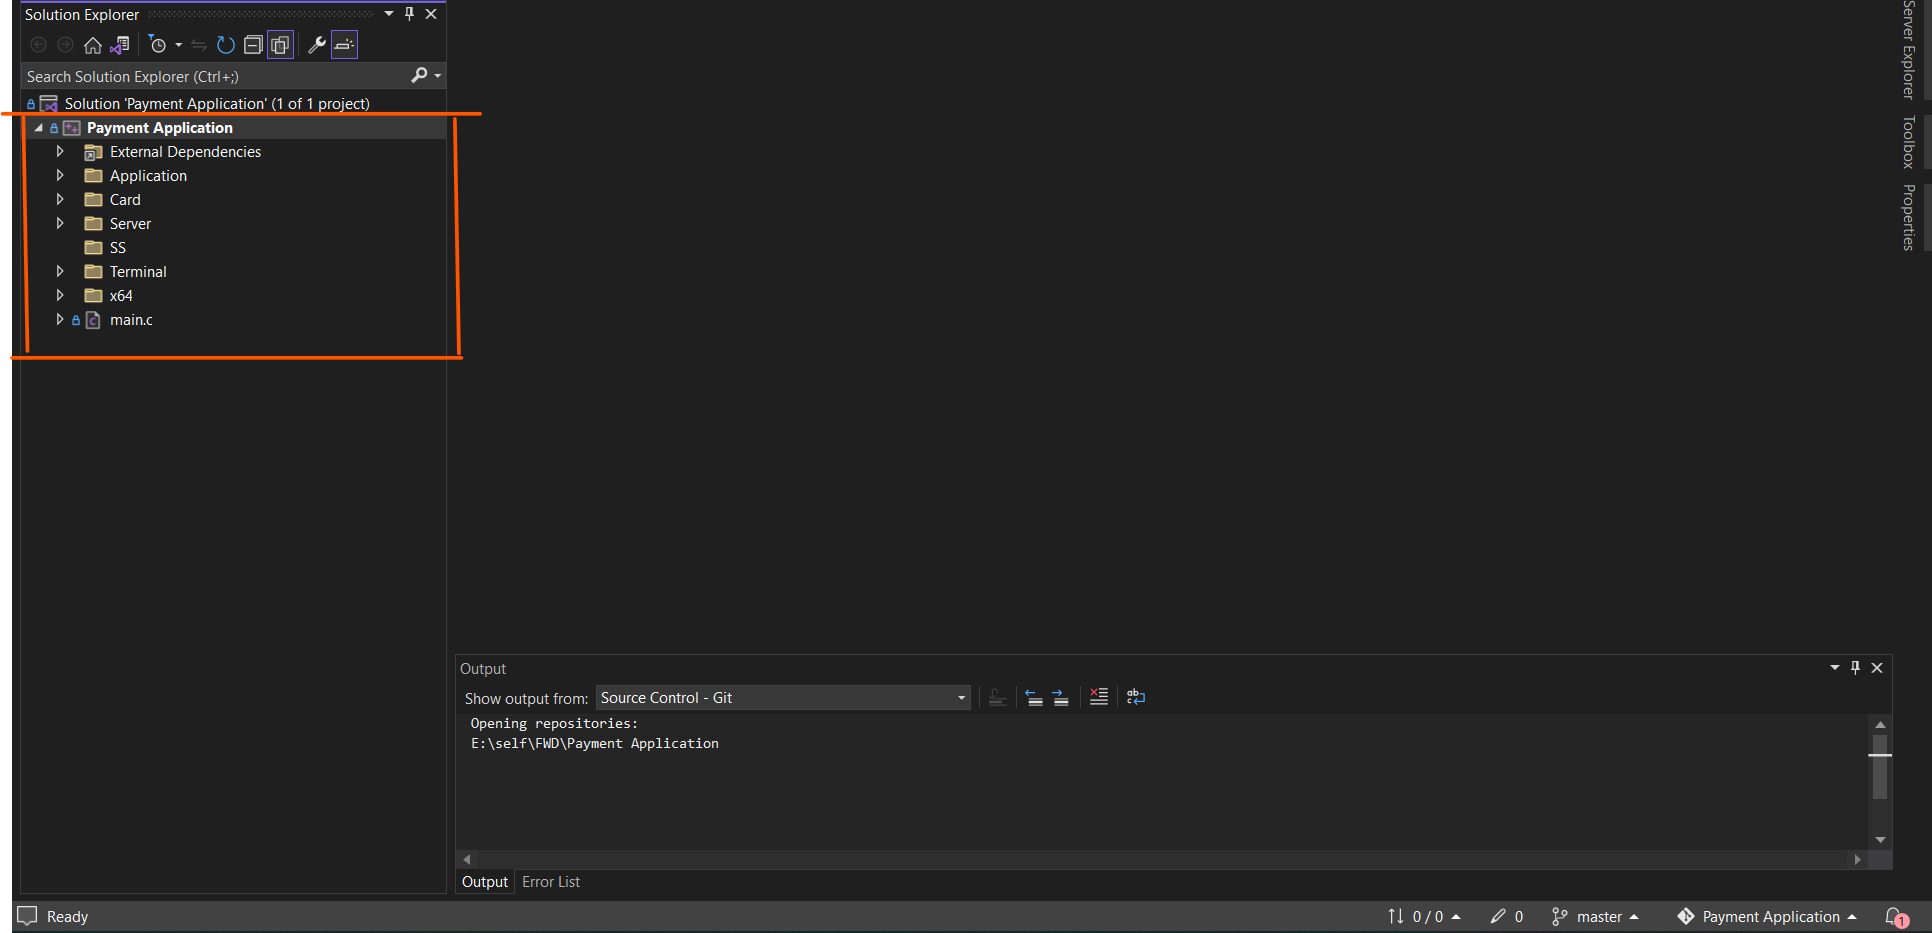 Solution Explorer
Search Solution Explorer (Ctrl+;)
Solution 'Payment Application' (1 of 1 project)
Payment Application
External Dependencies
Application
Card
Server
SS
Terminal
x64
main.c
Server Explorer
Toolbox
Properties
Output
Show output from: Source Control - Git
Opening repositories:
E:\self\FWD\Payment Application
Output Error List
Ready 0 / 0 0 master Payment Application 1